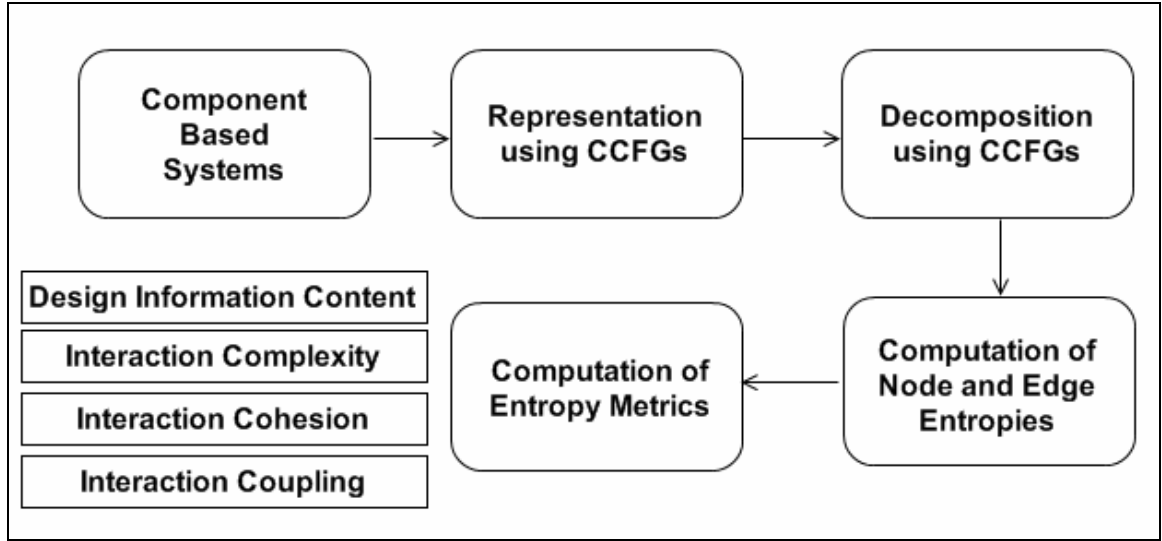 Component
Based
Systems
Representation
using CCFGs
Decomposition
using CCFGs
Design Information Content
Interaction Complexity
Interaction Cohesion
Interaction Coupling
Computation of
Entropy Metrics
Computation of
Node and Edge
Entropies